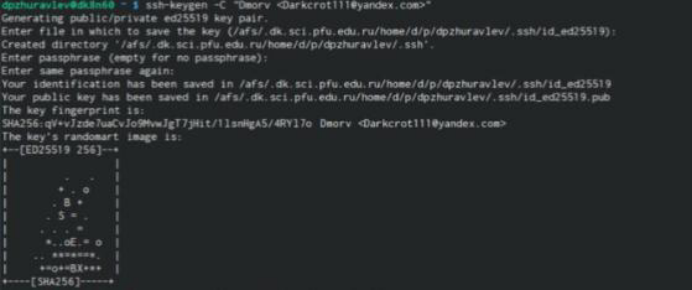 dpzhuravlev@dk8n60 ~ $ ssh-keygen -C "Dmorv <Darkcrot111@yandex.com>"
Generating public/private ed25519 key pair.
Enter file in which to save the key (/afs/.dk.sci.pfu.edu.ru/home/d/p/dpzhuravlev/.ssh/id_ed25519):
Created directory '/afs/.dk.sci.pfu.edu.ru/home/d/p/dpzhuravlev/.ssh'.
Enter passphrase (empty for no passphrase):
Enter same passphrase again:
Your identification has been saved in /afs/.dk.sci.pfu.edu.ru/home/d/p/dpzhuravlev/.ssh/id_ed25519
Your public key has been saved in /afs/.dk.sci.pfu.edu.ru/home/d/p/dpzhuravlev/.ssh/id_ed25519.pub
The key fingerprint is:
Dmorv <Darkcrot111@yandex.com>
The key's randomart image is:
+--[ED25519 256]--+
|                 |
|        .   .    |
|       + . o     |
|      . B +      |
|     . S = .     |
|    . . . =      |
|     *..oE.= o   |
|   .. **=*==*.   |
|    +=o+=BX+**   |
+----[SHA256]-----+